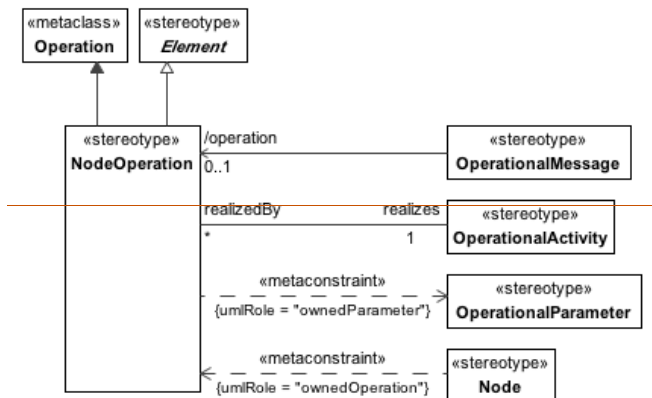 «metaclass»
Operation
«stereotype»
Element
«stereotype»
NodeOperation
/operation
0..1
«stereotype»
OperationalMessage
realizedBy
realizes
*
1
«stereotype»
OperationalActivity
«metaconstraint»
{umlRole = "ownedParameter"}
«stereotype»
OperationalParameter
«metaconstraint»
{umlRole = "ownedOperation"}
«stereotype»
Node